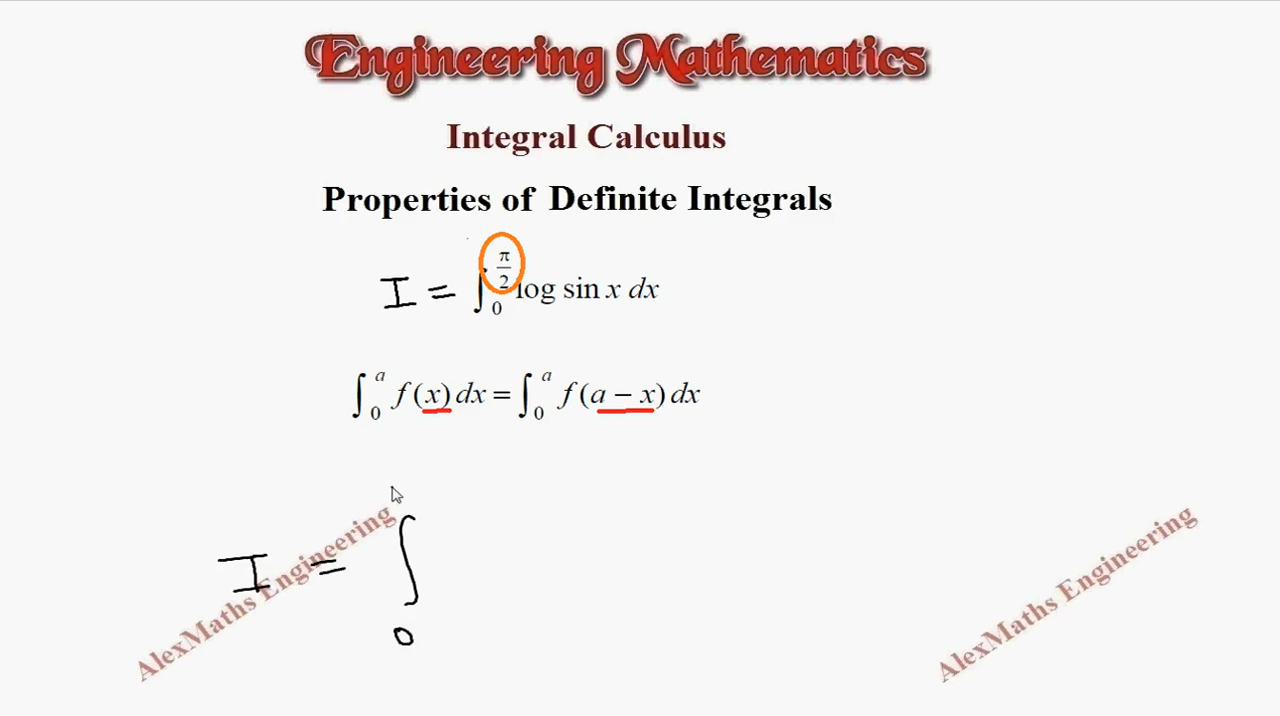 Engineering Mathematics
Integral Calculus
Properties of Definite Integrals
I = ∫₀^(π/2) log sin x dx
∫₀^a f(x) dx = ∫₀^a f(a − x) dx
I = ∫₀
AlexMaths Engineering
AlexMaths Engineering